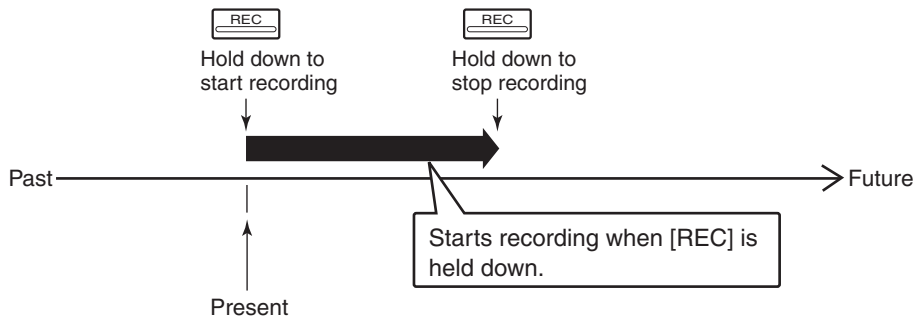 REC
Hold down to
start recording
REC
Hold down to
stop recording
Past
Future
Starts recording when [REC] is
held down.
Present